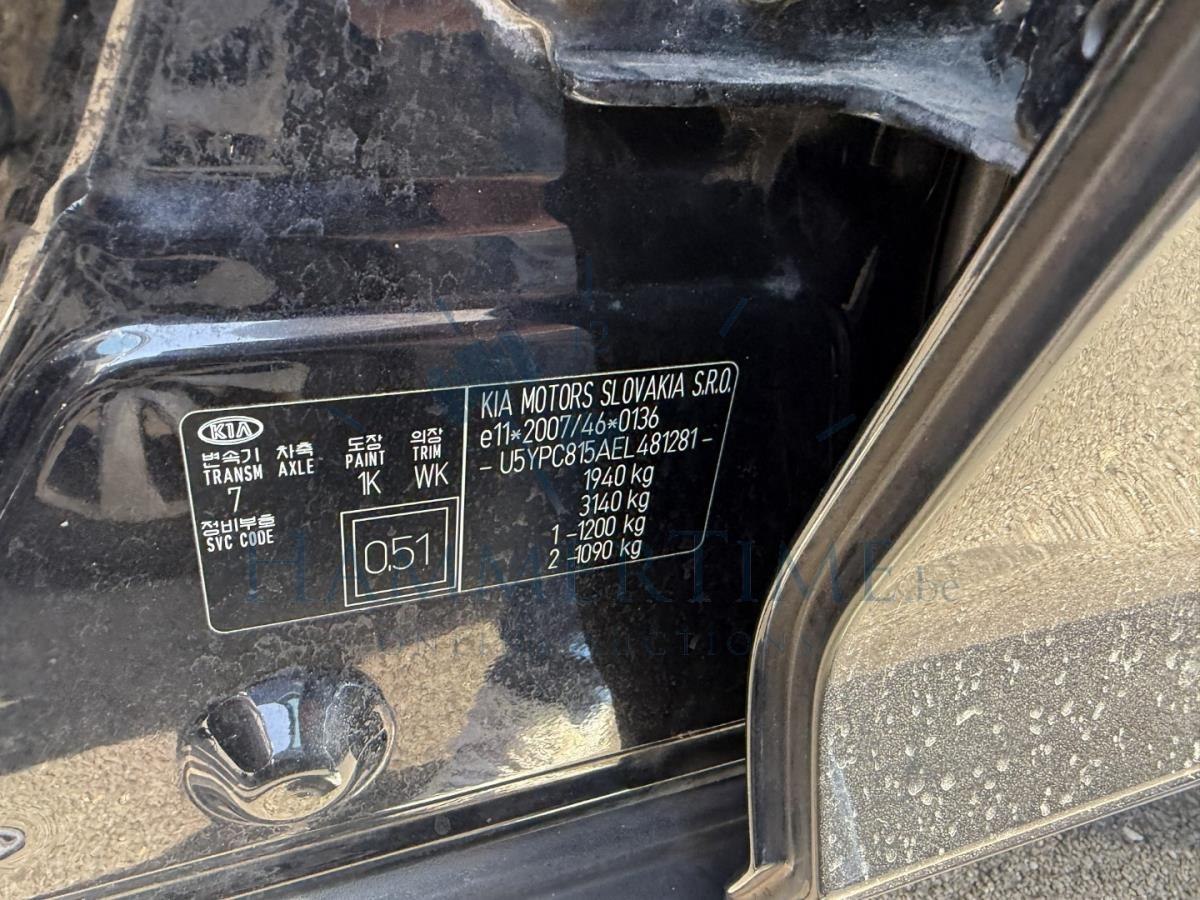 KIA
변속기 차축 도장 의장
TRANSM AXLE PAINT TRIM
7 1K WK
정비부호
SVC CODE
0.51
KIA MOTORS SLOVAKIA S.R.O.
e11*2007/46*0136
- U5YPC815AEL481281 -
1940 kg
3140 kg
1 -1200 kg
2 -1090 kg
HAMMERTIME.be
ONLINE AUCTIONS